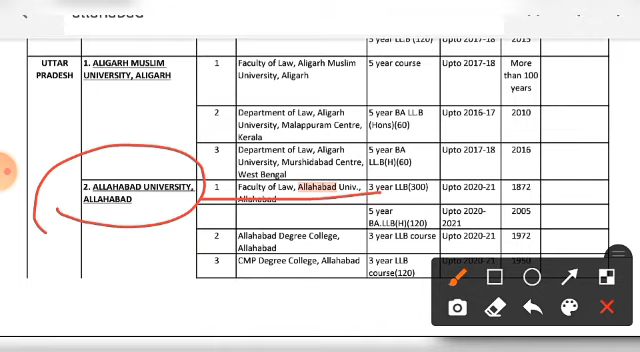 3 year LL.B (120) Upto 2017-18 2015
UTTAR PRADESH
1. ALIGARH MUSLIM UNIVERSITY, ALIGARH
1 Faculty of Law, Aligarh Muslim University, Aligarh 5 year course Upto 2017-18 More than 100 years
2 Department of Law, Aligarh University, Malappuram Centre, Kerala 5 year BA LL.B (Hons)(60) Upto 2016-17 2010
3 Department of Law, Aligarh University, Murshidabad Centre, West Bengal 5 year BA LL.B(H)(60) Upto 2017-18 2016
2. ALLAHABAD UNIVERSITY, ALLAHABAD
1 Faculty of Law, Allahabad Univ., Allahabad 3 year LLB(300) Upto 2020-21 1872
5 year BA.LLB(H)(120) Upto 2020-2021 2005
2 Allahabad Degree College, Allahabad 3 year LLB course Upto 2020-21 1972
3 CMP Degree College, Allahabad 3 year LLB course(120) Upto 2020-21 1950